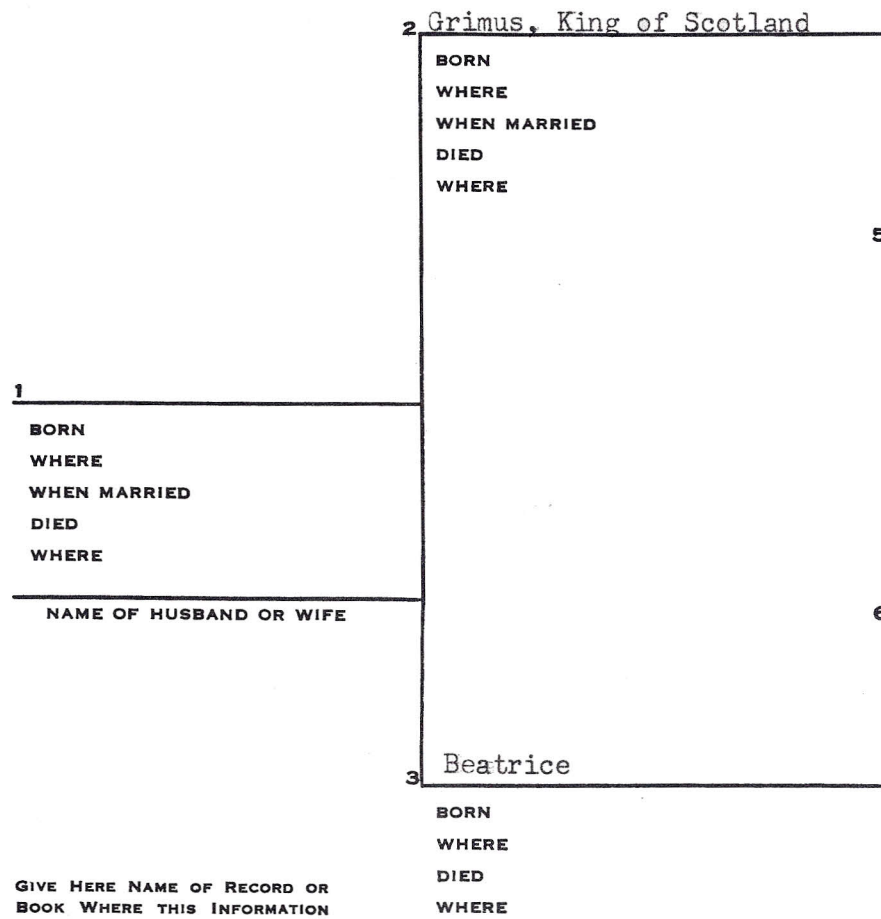 2 Grimus, King of Scotland
BORN
WHERE
WHEN MARRIED
DIED
WHERE
5
1
BORN
WHERE
WHEN MARRIED
DIED
WHERE
NAME OF HUSBAND OR WIFE
6
3 Beatrice
BORN
WHERE
DIED
WHERE
GIVE HERE NAME OF RECORD OR
BOOK WHERE THIS INFORMATION